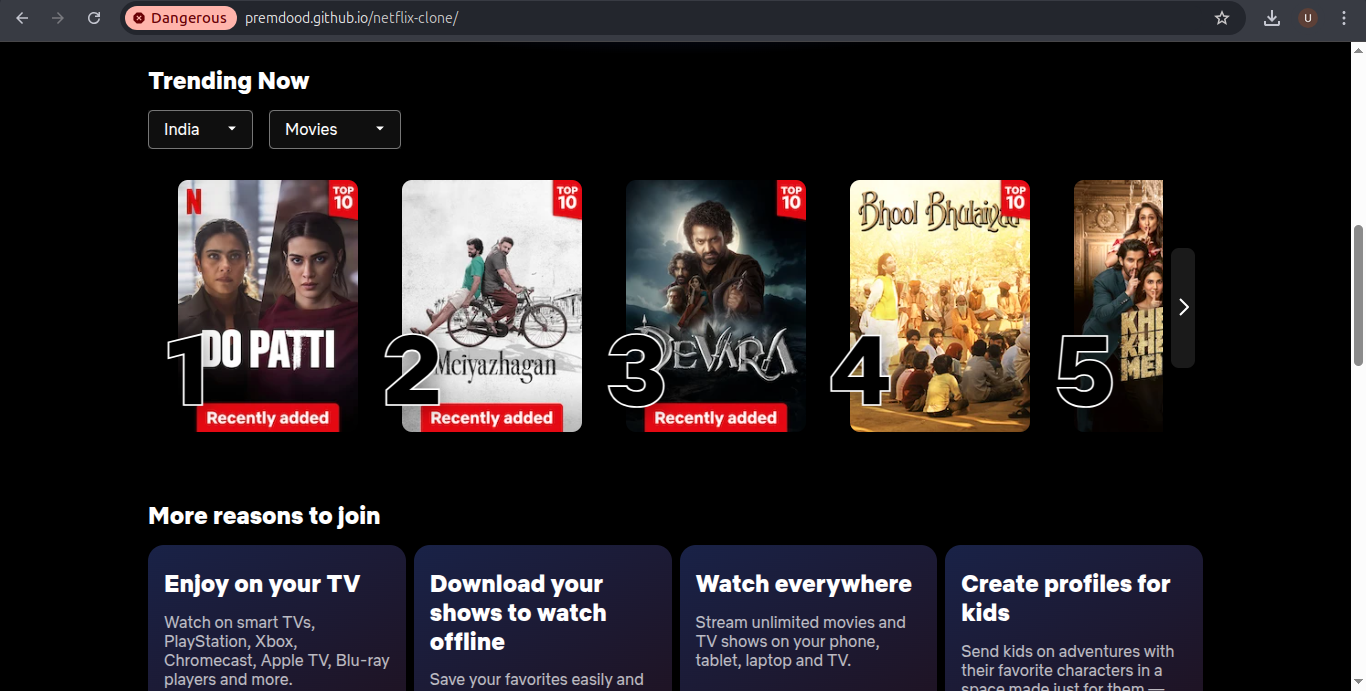 Dangerous premdood.github.io/netflix-clone/ U
Trending Now
India Movies
N TOP 10
DO PATTI
1
Recently added
TOP 10
Meiyazhagan
2
Recently added
TOP 10
DEVARA
3
Recently added
TOP 10
Bhool Bhulaiyaa
4
KHE
KHE
ME
5
More reasons to join
Enjoy on your TV
Watch on smart TVs,
PlayStation, Xbox,
Chromecast, Apple TV, Blu-ray
players and more.
Download your
shows to watch
offline
Save your favorites easily and
Watch everywhere
Stream unlimited movies and
TV shows on your phone,
tablet, laptop and TV.
Create profiles for
kids
Send kids on adventures with
their favorite characters in a
space made just for them —